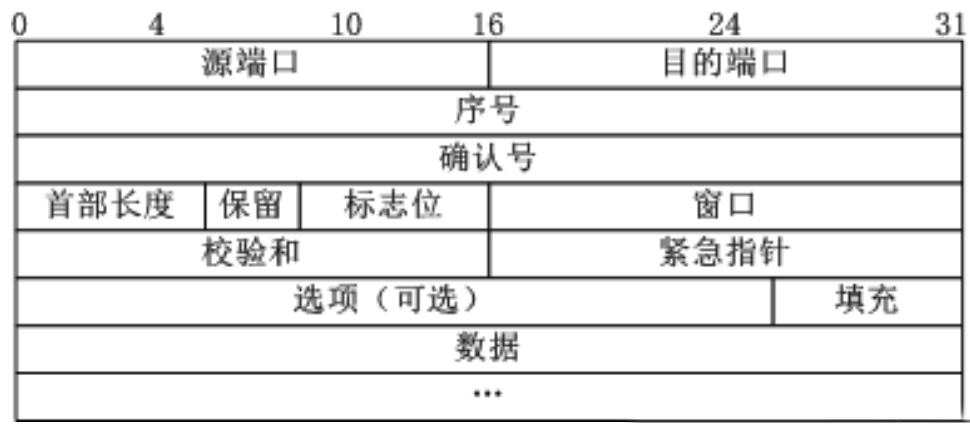 0 4 10 16 24 31
源端口 目的端口
序号
确认号
首部长度 保留 标志位 窗口
校验和 紧急指针
选项（可选） 填充
数据
…